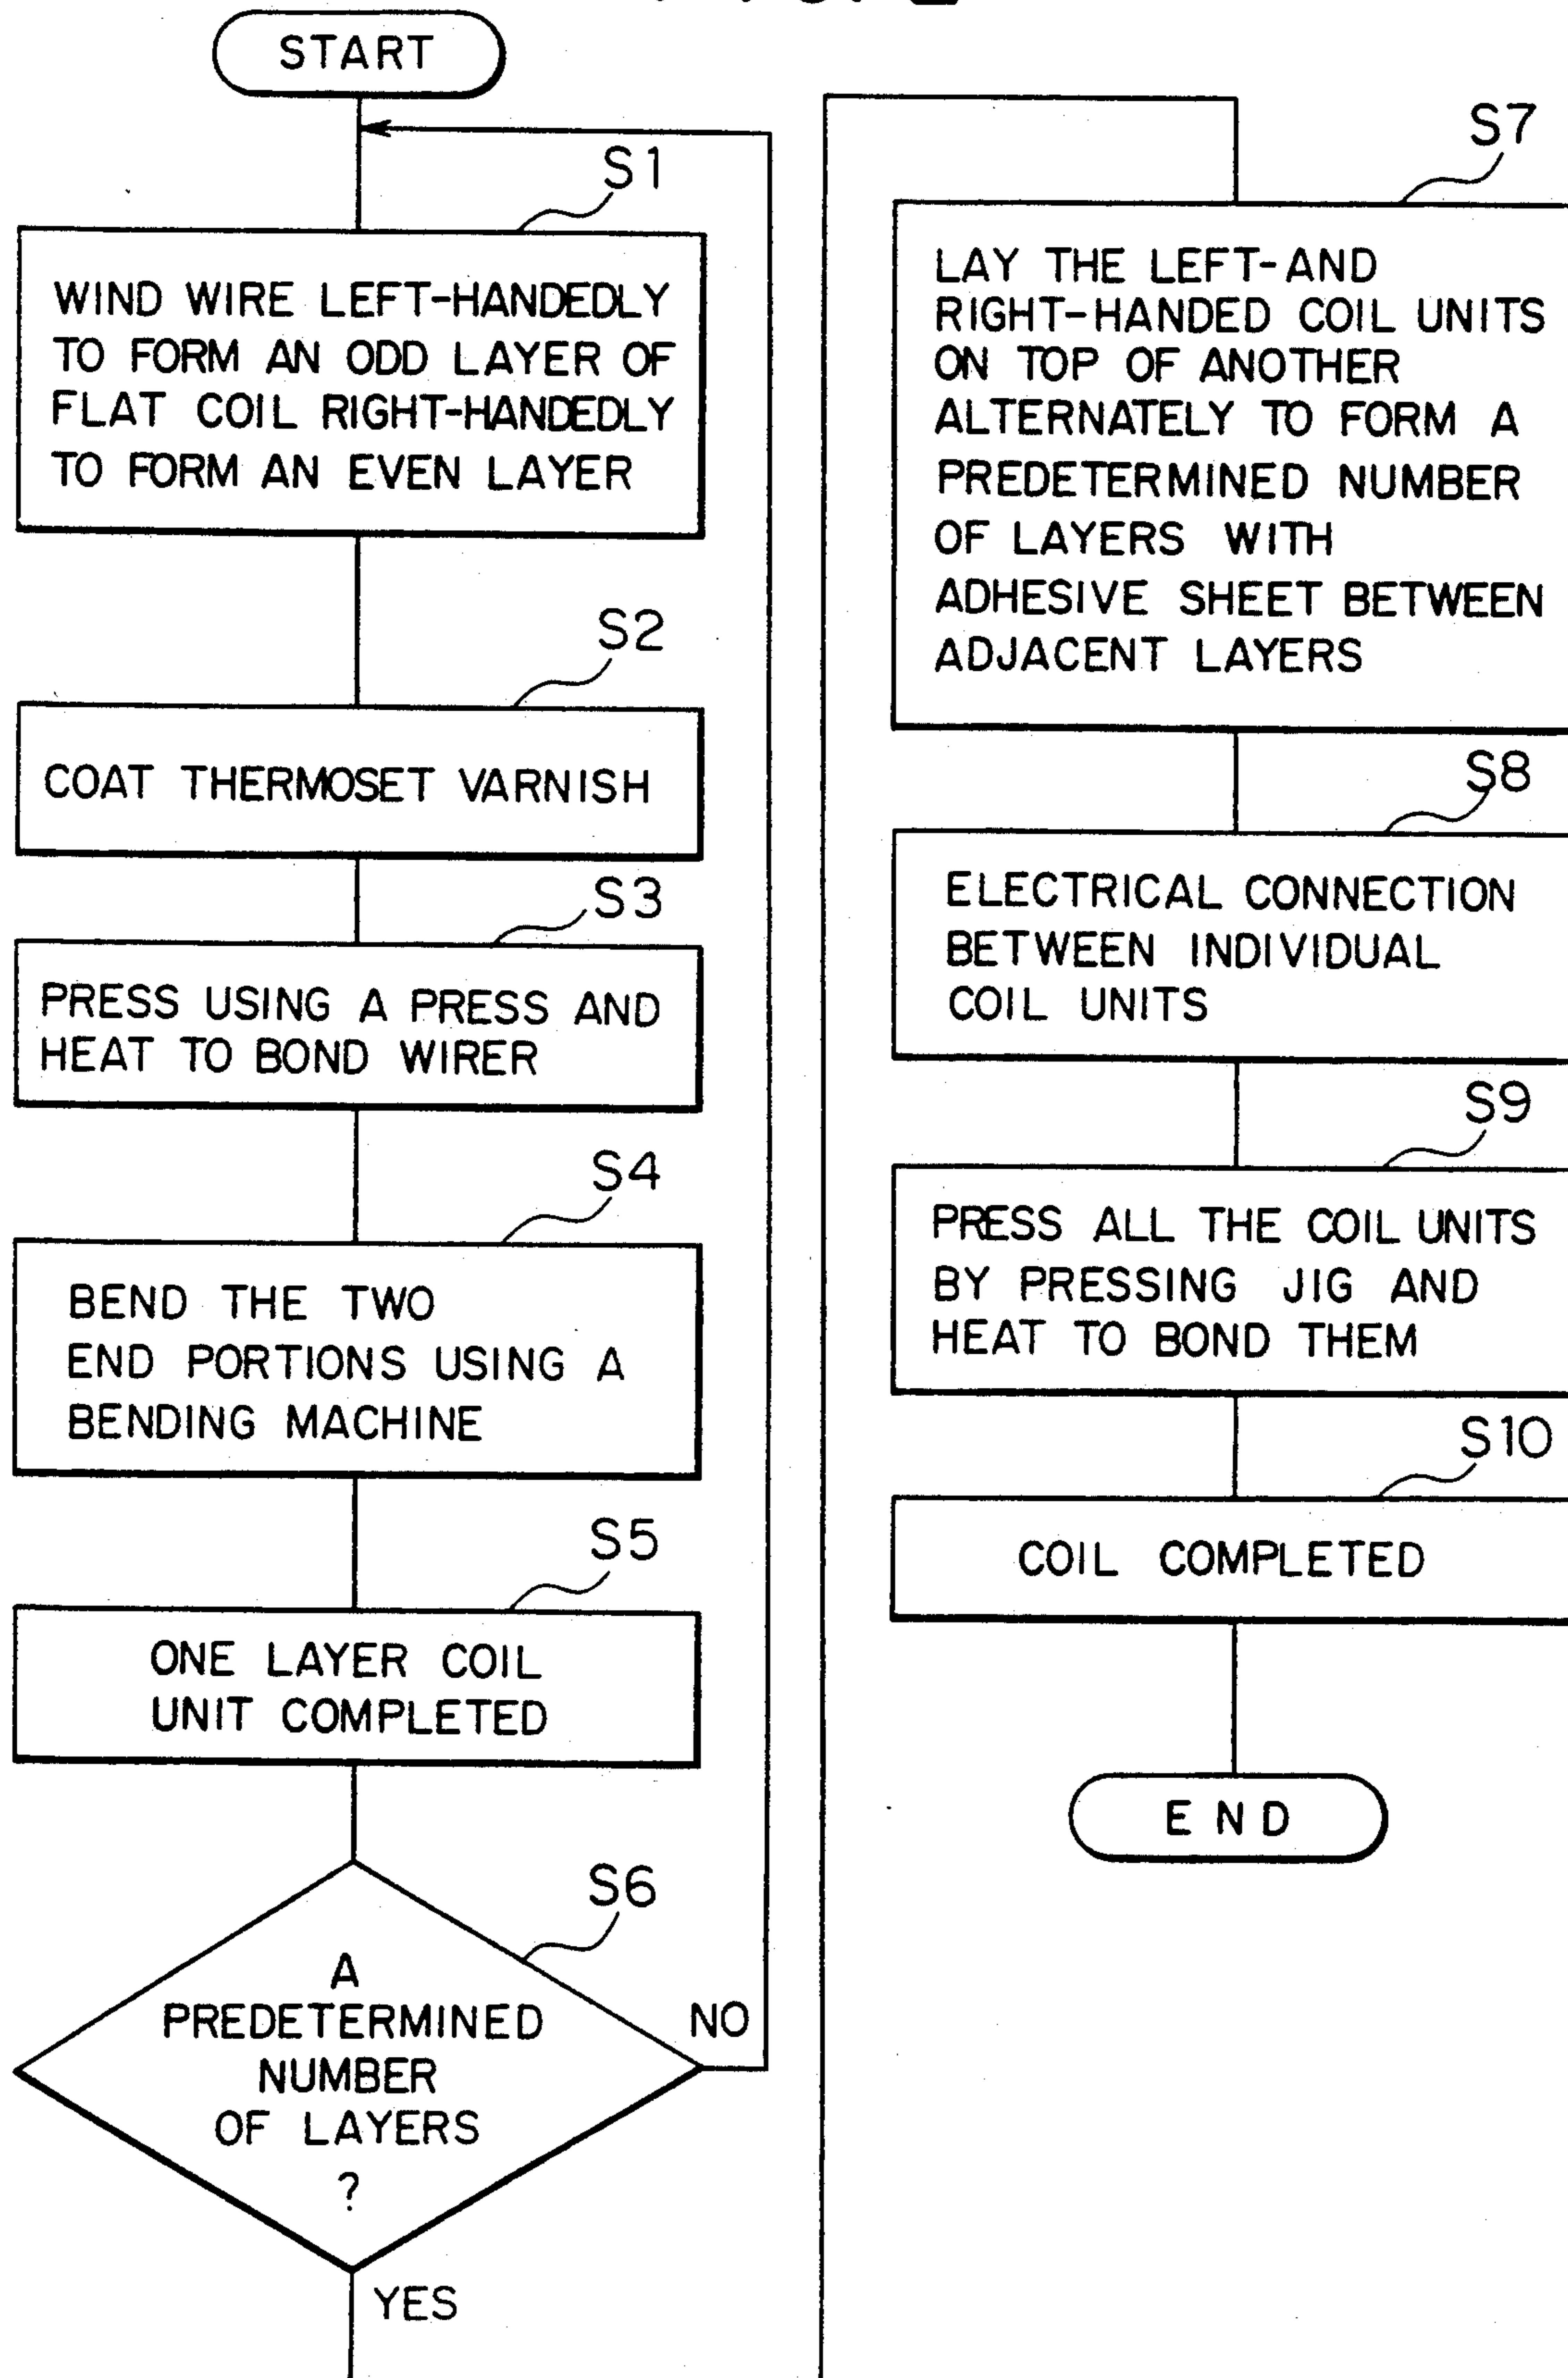 START
S1
WIND WIRE LEFT-HANDEDLY
TO FORM AN ODD LAYER OF
FLAT COIL RIGHT-HANDEDLY
TO FORM AN EVEN LAYER
S2
COAT THERMOSET VARNISH
S3
PRESS USING A PRESS AND
HEAT TO BOND WIRER
S4
BEND THE TWO
END PORTIONS USING A
BENDING MACHINE
S5
ONE LAYER COIL
UNIT COMPLETED
S6
A
PREDETERMINED
NUMBER
OF LAYERS
?
NO
YES
S7
LAY THE LEFT-AND
RIGHT-HANDED COIL UNITS
ON TOP OF ANOTHER
ALTERNATELY TO FORM A
PREDETERMINED NUMBER
OF LAYERS WITH
ADHESIVE SHEET BETWEEN
ADJACENT LAYERS
S8
ELECTRICAL CONNECTION
BETWEEN INDIVIDUAL
COIL UNITS
S9
PRESS ALL THE COIL UNITS
BY PRESSING JIG AND
HEAT TO BOND THEM
S10
COIL COMPLETED
END